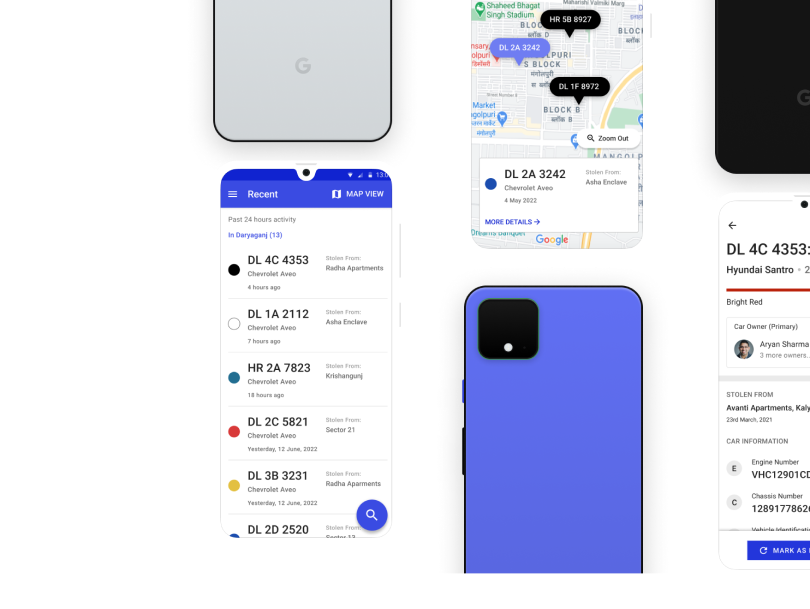 Shaheed Bhagat
Singh Stadium
Maharishi Valmiki Marg
HR 5B 8927
DL 2A 3242
S BLOCK
मंगोलपुरी
DL 1F 8972
BLOCK B
ब्लॉक B
Market
Zoom Out
DL 2A 3242
Chevrolet Aveo
4 May 2022
Stolen From:
Asha Enclave
MORE DETAILS →
Google
13:0
Recent
MAP VIEW
Past 24 hours activity
In Daryaganj (13)
DL 4C 4353
Chevrolet Aveo
4 hours ago
Stolen From:
Radha Apartments
DL 1A 2112
Chevrolet Aveo
7 hours ago
Stolen From:
Asha Enclave
HR 2A 7823
Chevrolet Aveo
18 hours ago
Stolen From:
Krishangunj
DL 2C 5821
Chevrolet Aveo
Yesterday, 12 June, 2022
Stolen From:
Sector 21
DL 3B 3231
Chevrolet Aveo
Yesterday, 12 June, 2022
Stolen From:
Radha Aparments
DL 2D 2520
Stolen From:
DL 4C 4353
Hyundai Santro • 2
Bright Red
Car Owner (Primary)
Aryan Sharma
3 more owners..
STOLEN FROM
Avanti Apartments, Kaly
23rd March, 2021
CAR INFORMATION
E
Engine Number
VHC12901CD
C
Chassis Number
1289177862
MARK AS